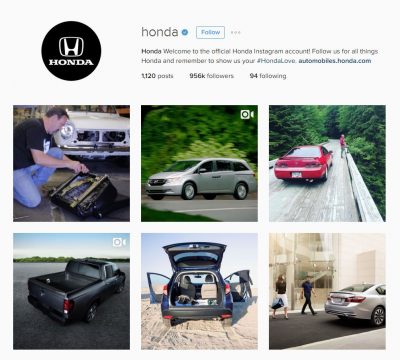 honda Follow
Honda Welcome to the official Honda Instagram account! Follow us for all things
Honda and remember to show us your #HondaLove. automobiles.honda.com
1,120 posts 956k followers 94 following
HONDA